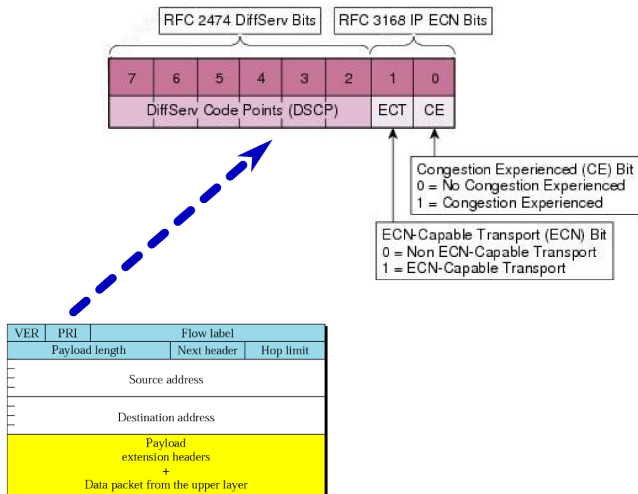 RFC 2474 DiffServ Bits
RFC 3168 IP ECN Bits
7 6 5 4 3 2 1 0
DiffServ Code Points (DSCP) ECT CE
Congestion Experienced (CE) Bit
0 = No Congestion Experienced
1 = Congestion Experienced
ECN-Capable Transport (ECN) Bit
0 = Non ECN-Capable Transport
1 = ECN-Capable Transport
VER PRI Flow label
Payload length Next header Hop limit
Source address
Destination address
Payload
extension headers
+
Data packet from the upper layer